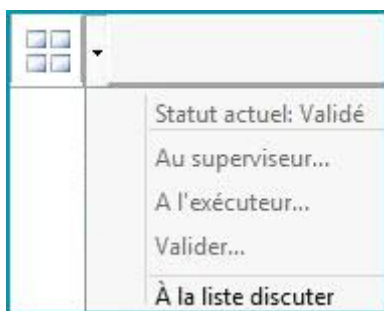 Statut actuel: Validé
Au superviseur...
A l'exécuteur...
Valider...
À la liste discuter